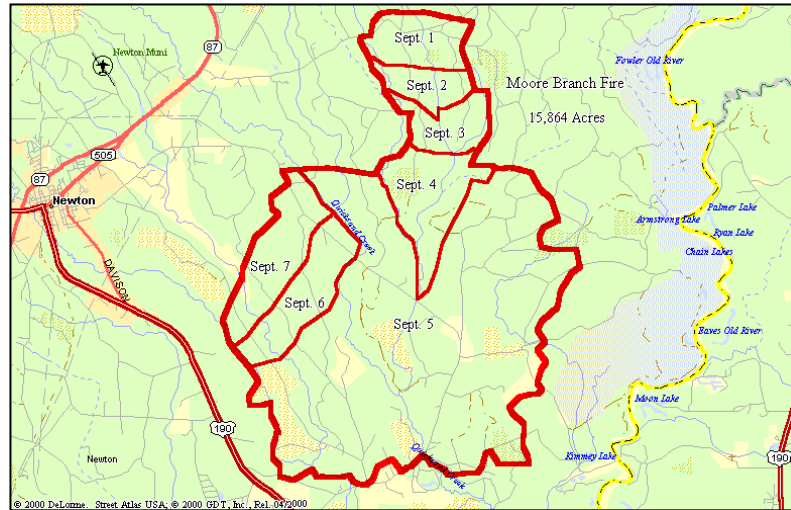 Sept. 1
87
Newton Muni
Fowler Old River
Sept. 2
Moore Branch Fire
15,864 Acres
Sept. 3
505
87
Sept. 4
Newton
Quicksand Creek
Palmer Lake
Armstrong Lake
Ryan Lake
Chain Lakes
DAVISON
Sept. 7
Sept. 6
Sept. 5
Eaves Old River
Moon Lake
190
Newton
Quicksand Creek
Kimmey Lake
190
© 2000 DeLorme. Street Atlas USA; © 2000 GDT, Inc., Rel. 04/2000